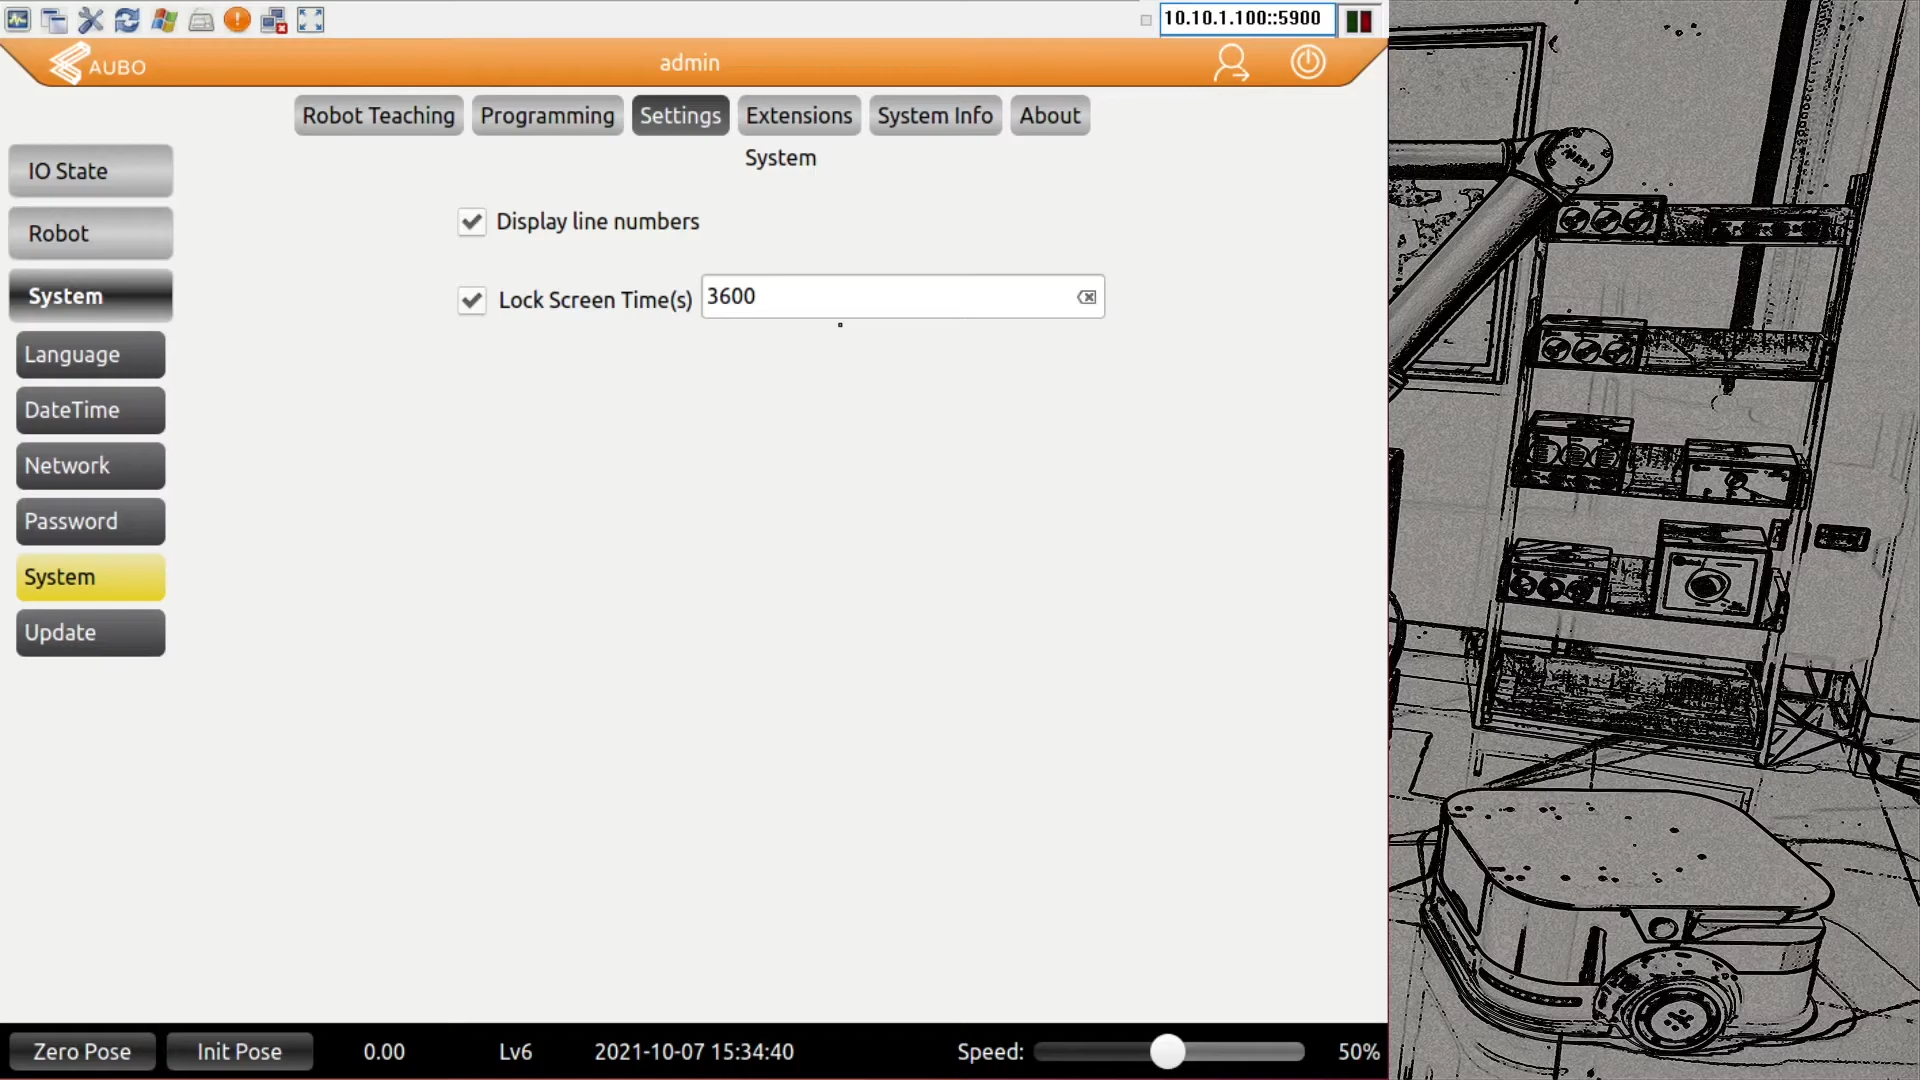 10.10.1.100::5900
AUBO
admin
Robot Teaching
Programming
Settings
Extensions
System Info
About
IO State
System
Robot
Display line numbers
System
Lock Screen Time(s)
3600
Language
DateTime
Network
Password
System
Update
Zero Pose
Init Pose
0.00
Lv6
2021-10-07 15:34:40
Speed:
50%